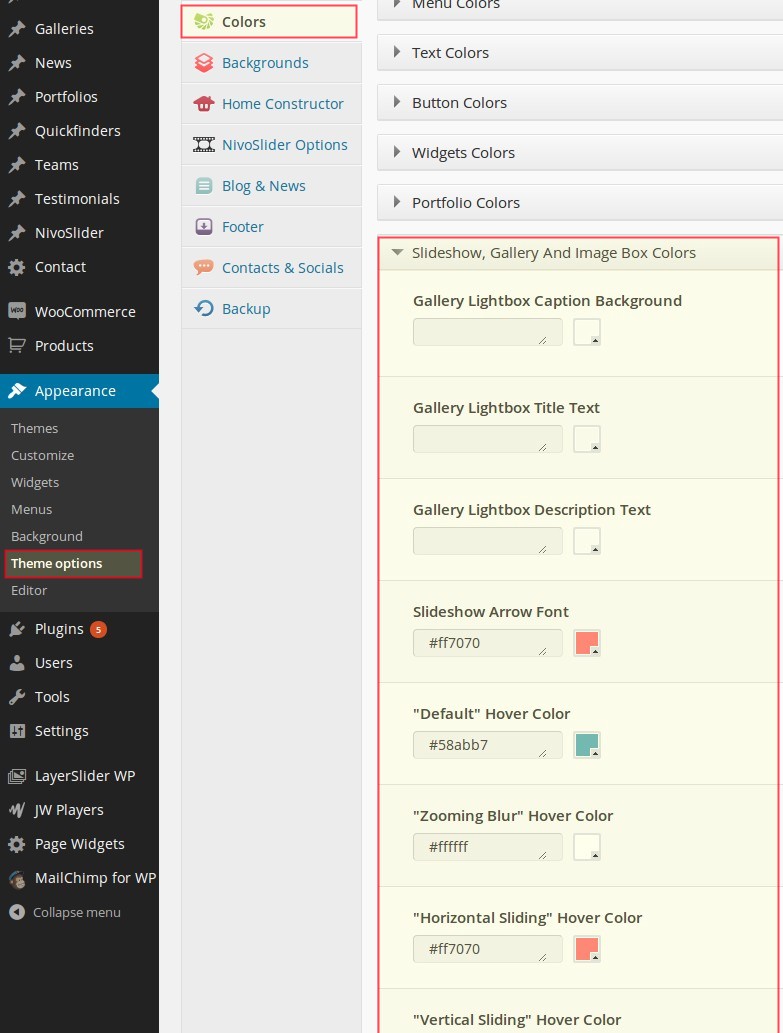 Galleries
News
Portfolios
Quickfinders
Teams
Testimonials
NivoSlider
Contact
WOO
WooCommerce
Products
Appearance
Themes
Customize
Widgets
Menus
Background
Theme options
Editor
Plugins 5
Users
Tools
Settings
LayerSlider WP
JW Players
Page Widgets
MailChimp for WP
Collapse menu
Colors
Backgrounds
Home Constructor
NivoSlider Options
Blog & News
Footer
Contacts & Socials
Backup
Menu Colors
Text Colors
Button Colors
Widgets Colors
Portfolio Colors
Slideshow, Gallery And Image Box Colors
Gallery Lightbox Caption Background
Gallery Lightbox Title Text
Gallery Lightbox Description Text
Slideshow Arrow Font
#ff7070
"Default" Hover Color
#58abb7
"Zooming Blur" Hover Color
#ffffff
"Horizontal Sliding" Hover Color
#ff7070
"Vertical Sliding" Hover Color